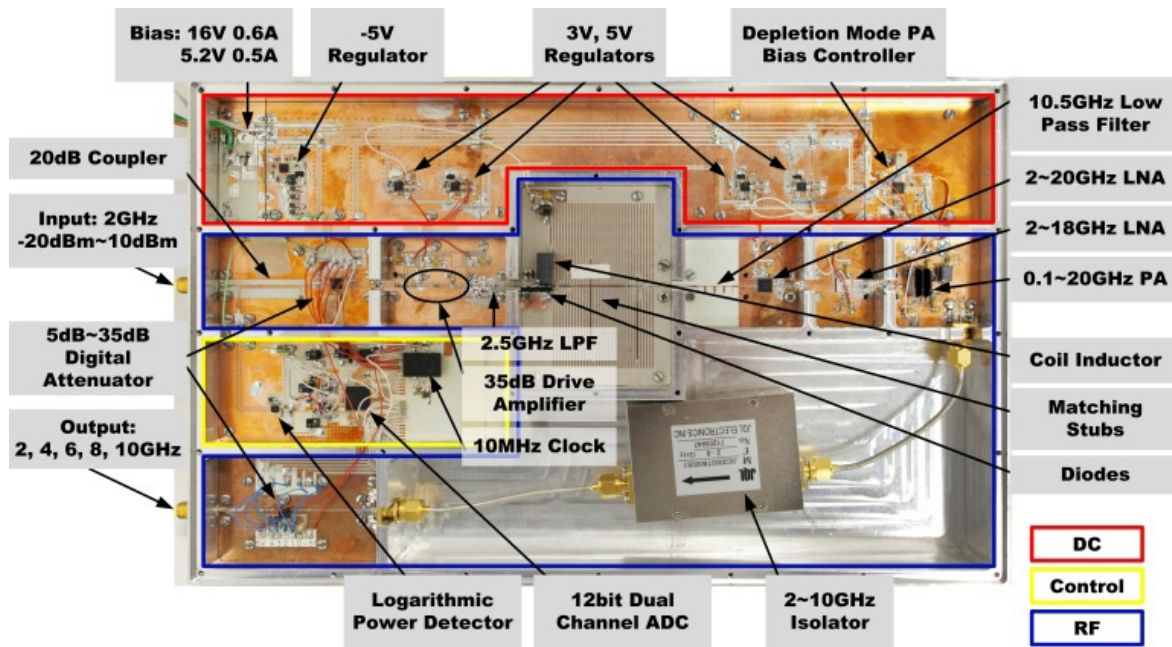 Bias: 16V 0.6A
5.2V 0.5A
-5V
Regulator
3V, 5V
Regulators
Depletion Mode PA
Bias Controller
10.5GHz Low
Pass Filter
20dB Coupler
2~20GHz LNA
Input: 2GHz
-20dBm~10dBm
2~18GHz LNA
0.1~20GHz PA
5dB~35dB
Digital
Attenuator
2.5GHz LPF
35dB Drive
Amplifier
Coil Inductor
Output:
2, 4, 6, 8, 10GHz
10MHz Clock
Matching
Stubs
JQL ELECTRONICS INC
JQL
Diodes
DC
Logarithmic
Power Detector
12bit Dual
Channel ADC
2~10GHz
Isolator
Control
RF